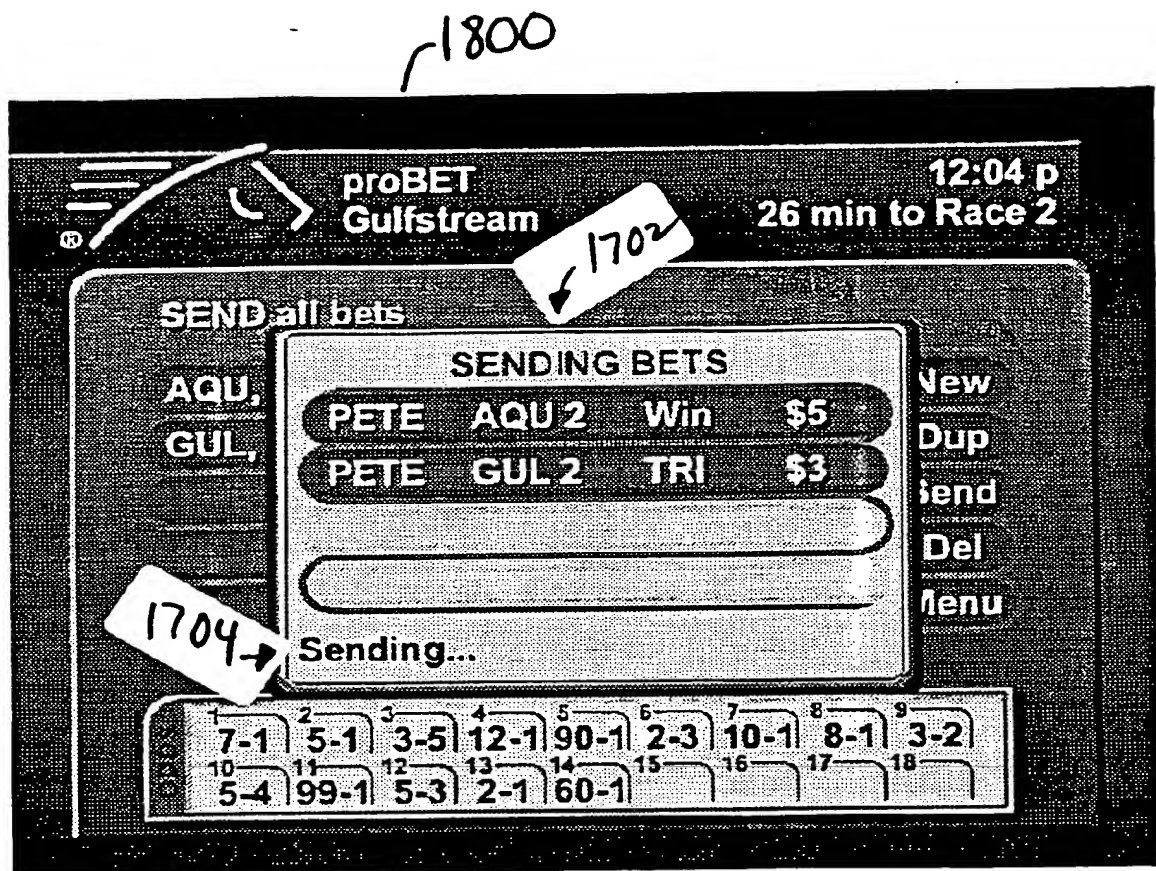 1800
proBET
Gulfstream
12:04 p
26 min to Race 2
®
1702
SEND all bets
AQU,
GUL,
SENDING BETS
PETE AQU 2 Win $5
PETE GUL 2 TRI $3
Sending...
New
Dup
Send
Del
Menu
1704
1 2 3 4 5 6 7 8 9
7-1 5-1 3-5 12-1 90-1 2-3 10-1 8-1 3-2
10 11 12 13 14 15 16 17 18
5-4 99-1 5-3 2-1 60-1